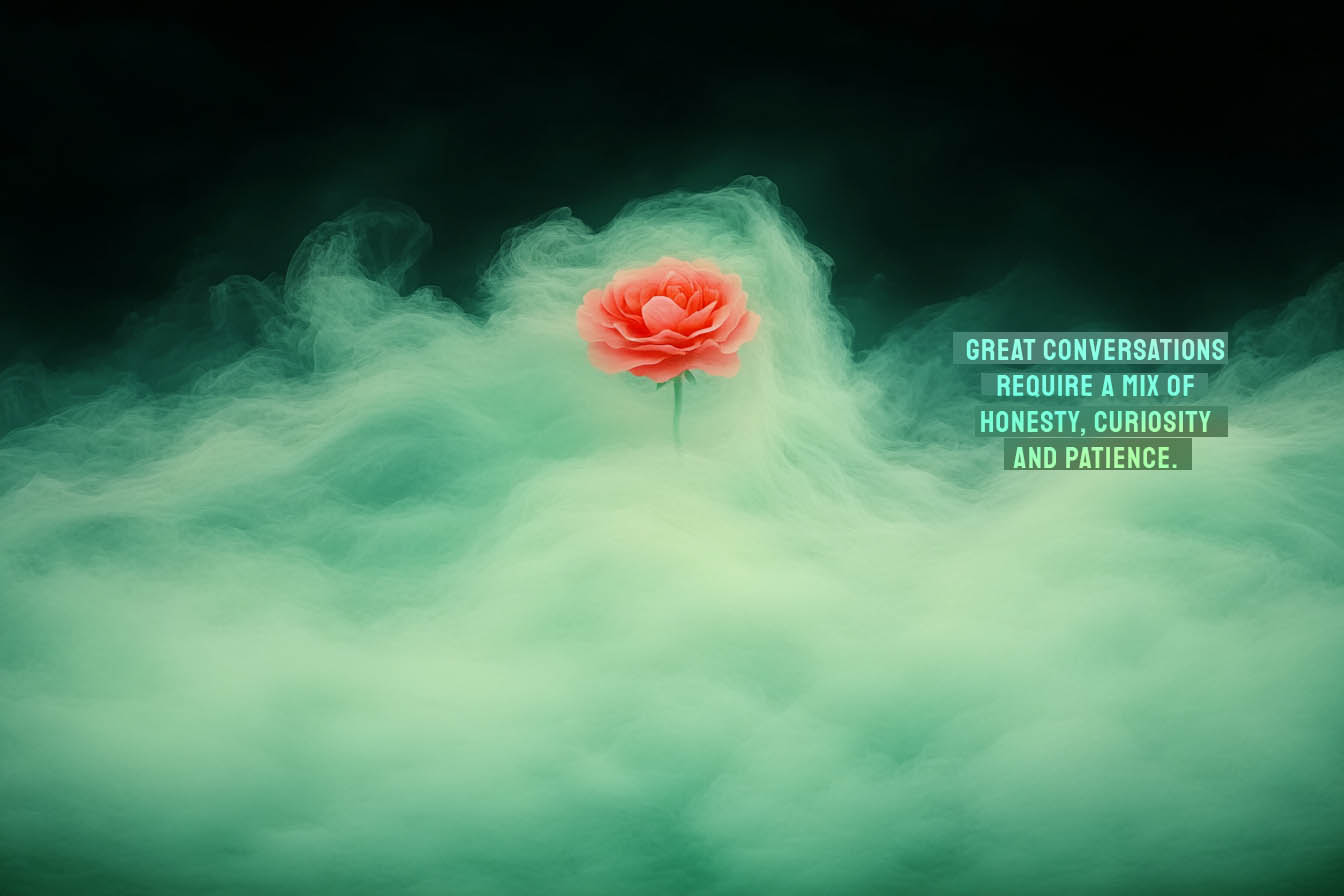 GREAT CONVERSATIONS
REQUIRE A MIX OF
HONESTY, CURIOSITY
AND PATIENCE.